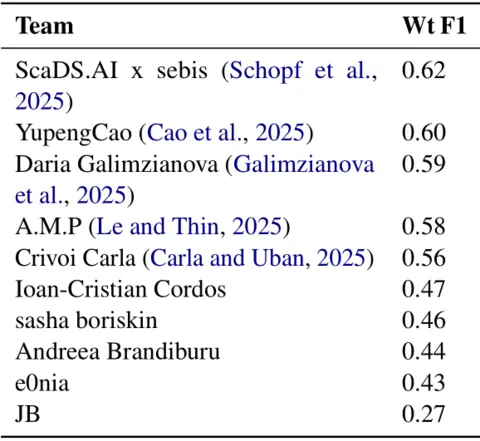 Team Wt F1
ScaDS.AI x sebis (Schopf et al., 0.62
2025)
YupengCao (Cao et al., 2025) 0.60
Daria Galimzianova (Galimzianova 0.59
et al., 2025)
A.M.P (Le and Thin, 2025) 0.58
Crivoi Carla (Carla and Uban, 2025) 0.56
Ioan-Cristian Cordos 0.47
sasha boriskin 0.46
Andreea Brandiburu 0.44
e0nia 0.43
JB 0.27